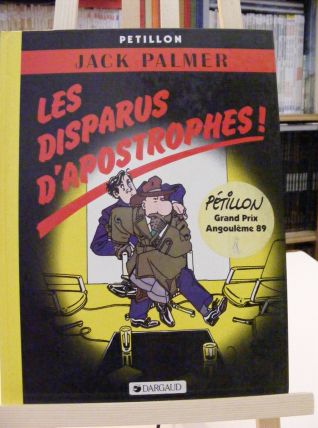 PETILLON
JACK PALMER
LES
DISPARUS
D'APOSTROPHES!
PÉTILLON
Grand Prix
Angoulême 89
DARGAUD